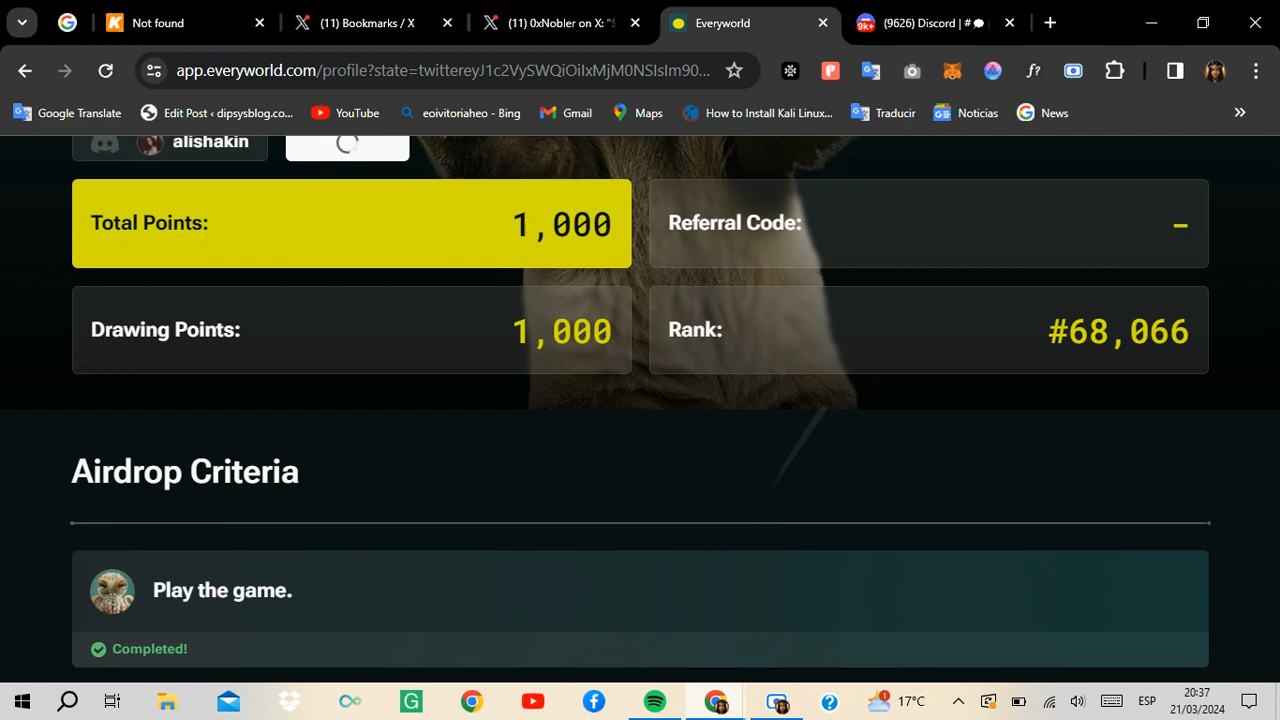 Not found
(11) Bookmarks / X
(11) 0xNobler on X: "S
Everyworld
9k+
(9626) Discord | #
app.everyworld.com/profile?state=twittereyJ1c2VySWQiOiIxMjM0NSIsIm90...
f?
Google Translate
Edit Post ‹ dipsysblog.co...
YouTube
eoivitoriaheo - Bing
Gmail
Maps
How to Install Kali Linux...
Traducir
Noticias
News
alishakin
Total Points:
1,000
Referral Code:
–
Drawing Points:
1,000
Rank:
#68,066
Airdrop Criteria
Play the game.
Completed!
1
17°C
ESP
20:37
21/03/2024